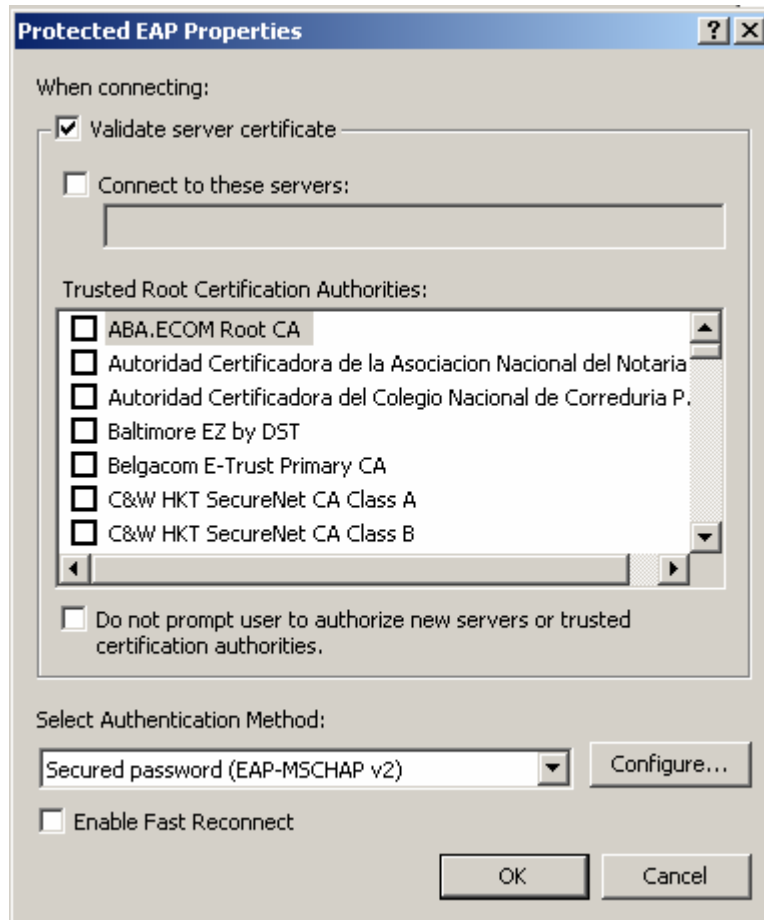 Protected EAP Properties
When connecting:
Validate server certificate
Connect to these servers:
Trusted Root Certification Authorities:
ABA.ECOM Root CA
Autoridad Certificadora de la Asociacion Nacional del Notaria
Autoridad Certificadora del Colegio Nacional de Correduria P.
Baltimore EZ by DST
Belgacom E-Trust Primary CA
C&W HKT SecureNet CA Class A
C&W HKT SecureNet CA Class B
Do not prompt user to authorize new servers or trusted
certification authorities.
Select Authentication Method:
Secured password (EAP-MSCHAP v2)
Configure...
Enable Fast Reconnect
OK
Cancel